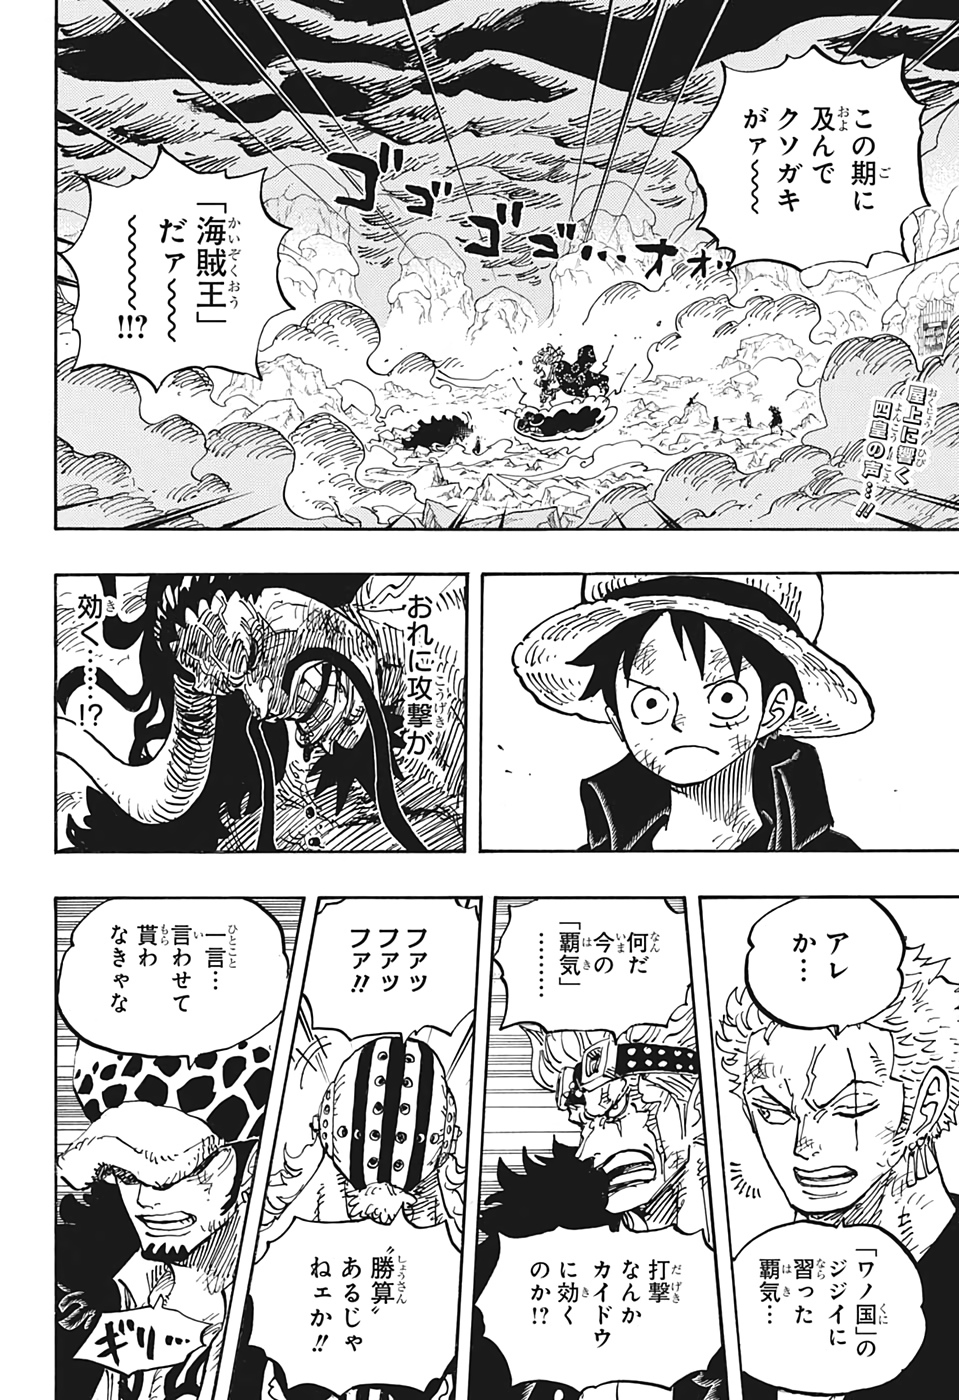 この期に
及んで
クソガキ
がァ〜〜
ゴゴゴゴ…オオ
「海賊王」
だァ〜〜
〜〜〜〜!!?
屋上に響く
四皇の声…!!
おれに攻撃が
効く………!?
アレ
か…
「ワノ国」の
ジジイに
習った
覇気…
何だ
今の
「覇気」
………
打撃
なんか
カイドウ
に効く
のか!?
ファッ
ファッ
ファ!!
〝勝算〟
あるじゃ
ねェか!!
一言…
言わせて
貰わ
なきゃな
ギリ…